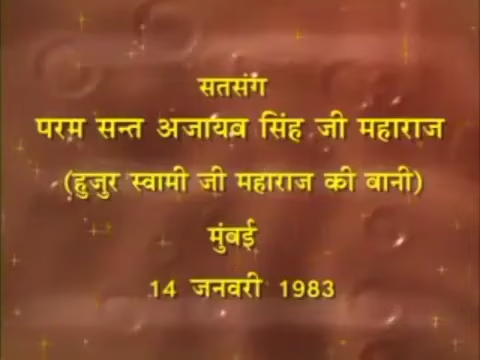 सतसंग
परम सन्त अजायब सिंह जी महाराज
(हुजुर स्वामी जी महाराज की बानी)
मुंबई
14 जनवरी 1983